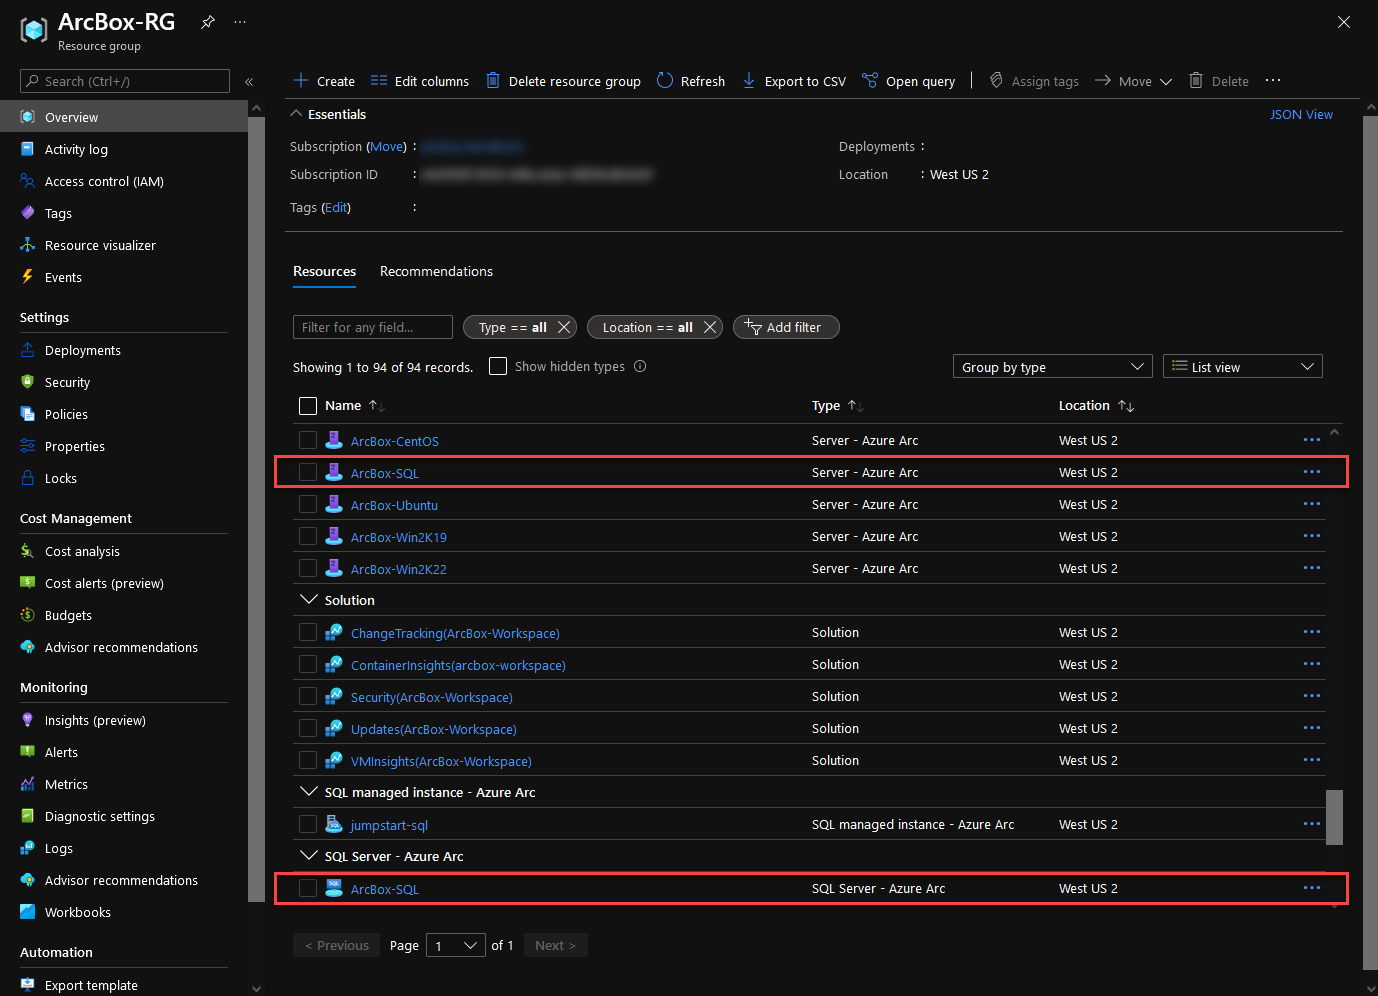 ArcBox-RG
Resource group
Search (Ctrl+/)
Overview
Activity log
Access control (IAM)
Tags
Resource visualizer
Events
Settings
Deployments
Security
Policies
Properties
Locks
Cost Management
Cost analysis
Cost alerts (preview)
Budgets
Advisor recommendations
Monitoring
Insights (preview)
Alerts
Metrics
Diagnostic settings
Logs
Advisor recommendations
Workbooks
Automation
Export template
Create Edit columns Delete resource group Refresh Export to CSV Open query Assign tags Move Delete
Essentials JSON View
Subscription (Move) : Deployments :
Subscription ID : Location : West US 2
Tags (Edit) :
Resources Recommendations
Filter for any field... Type == all Location == all Add filter
Showing 1 to 94 of 94 records. Show hidden types Group by type List view
Name Type Location
ArcBox-CentOS Server - Azure Arc West US 2
ArcBox-SQL Server - Azure Arc West US 2
ArcBox-Ubuntu Server - Azure Arc West US 2
ArcBox-Win2K19 Server - Azure Arc West US 2
ArcBox-Win2K22 Server - Azure Arc West US 2
Solution
ChangeTracking(ArcBox-Workspace) Solution West US 2
ContainerInsights(arcbox-workspace) Solution West US 2
Security(ArcBox-Workspace) Solution West US 2
Updates(ArcBox-Workspace) Solution West US 2
VMInsights(ArcBox-Workspace) Solution West US 2
SQL managed instance - Azure Arc
jumpstart-sql SQL managed instance - Azure Arc West US 2
SQL Server - Azure Arc
ArcBox-SQL SQL Server - Azure Arc West US 2
< Previous Page 1 of 1 Next >